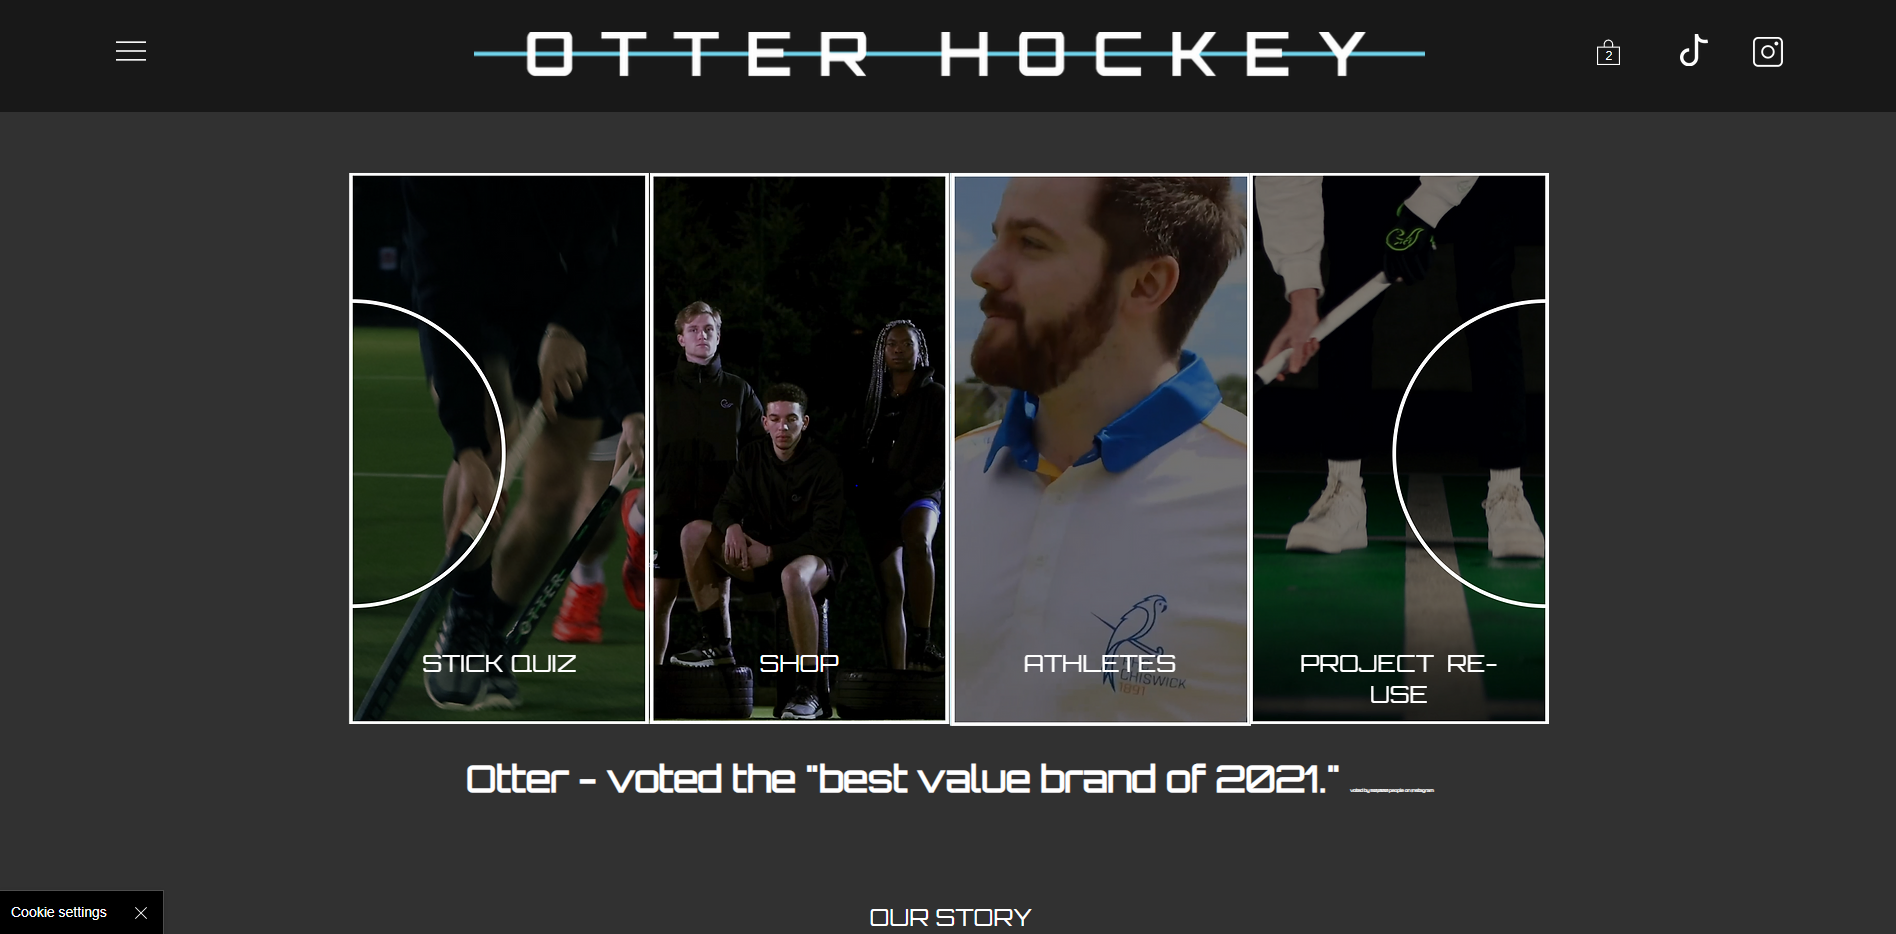 OTTER HOCKEY
2
OTTER
STICK QUIZ
SHOP
ATHLETES
CHISWICK
1891
PROJECT RE-
USE
Otter - voted the "best value brand of 2021."
Cookie settings
OUR STORY